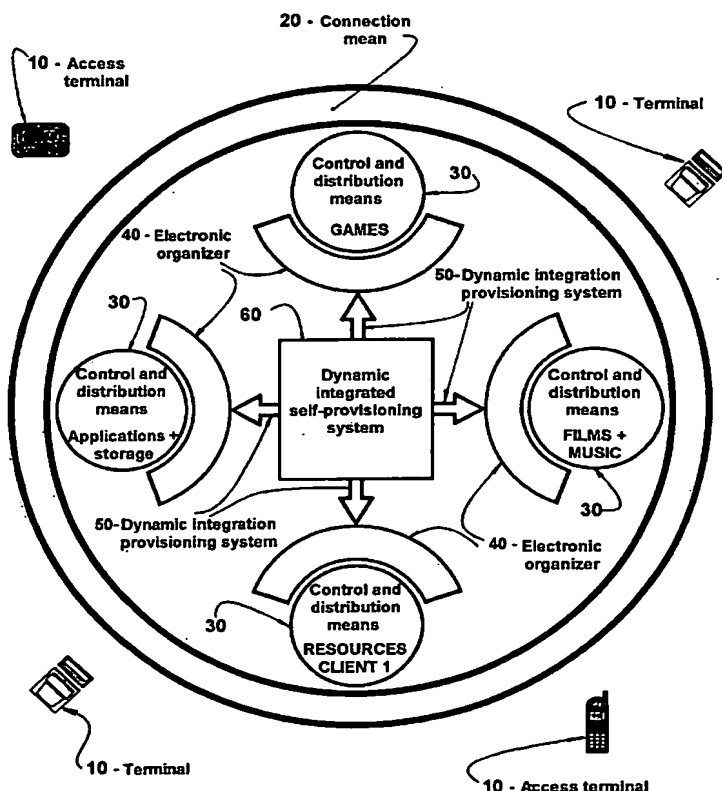 20 - Connection
mean
10 - Access
terminal
10 - Terminal
Control and
distribution
means
GAMES
30
40 - Electronic
organizer
50-Dynamic integration
provisioning system
30
60
Control and
distribution
means
Applications +
storage
Dynamic
integrated
self-provisioning
system
Control and
distribution
means
FILMS +
MUSIC
30
50-Dynamic integration
provisioning system
40 - Electronic
organizer
30
Control and
distribution
means
RESOURCES
CLIENT 1
10 - Terminal
10 - Access terminal